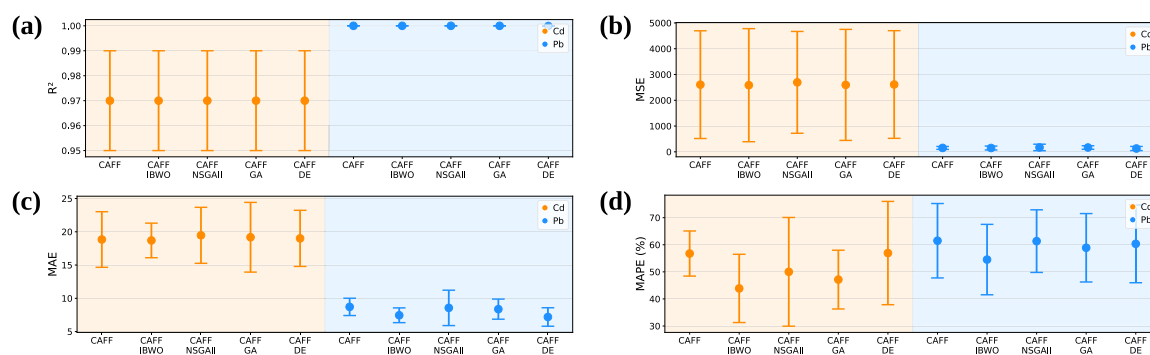 (a)
1.00
0.99
0.98
0.97
0.96
0.95
R²
Cd
Pb
CAFF CAFF CAFF CAFF CAFF CAFF CAFF CAFF CAFF CAFF
IBWO NSGAII GA DE IBWO NSGAII GA DE
(b)
5000
4000
3000
2000
1000
0
MSE
Cd
Pb
CAFF CAFF CAFF CAFF CAFF CAFF CAFF CAFF CAFF CAFF
IBWO NSGAII GA DE IBWO NSGAII GA DE
(c)
25
20
15
10
5
MAE
Cd
Pb
CAFF CAFF CAFF CAFF CAFF CAFF CAFF CAFF CAFF CAFF
IBWO NSGAII GA DE IBWO NSGAII GA DE
(d)
70
60
50
40
30
MAPE (%)
Cd
Pb
CAFF CAFF CAFF CAFF CAFF CAFF CAFF CAFF CAFF CAFF
IBWO NSGAII GA DE IBWO NSGAII GA DE